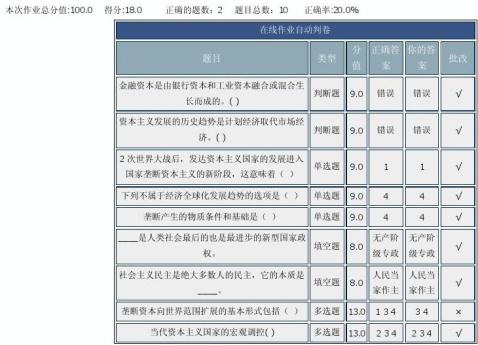 本次作业总分值:100.0 得分:18.0 正确的题数：2 题目总数：10 正确率:20.0%
在线作业自动判卷
题目 类型 分值 正确答案 你的答案 批改
金融资本是由银行资本和工业资本融合或混合生
长而成的。( ) 判断题 9.0 错误 错误 √
资本主义发展的历史趋势是计划经济取代市场经
济。( ) 判断题 9.0 错误 错误 √
2次世界大战后，发达资本主义国家的发展进入
国家垄断资本主义的新阶段，这意味着（ ） 单选题 9.0 1 1 √
下列不属于经济全球化发展趋势的选项是（ ） 单选题 9.0 4 4 √
垄断产生的物质条件和基础是（ ） 单选题 9.0 4 4 √
____是人类社会最后的也是最进步的新型国家政
权。 填空题 8.0 无产阶级专政 无产阶级专政 √
社会主义民主是绝大多数人的民主，它的本质是
____。 填空题 8.0 人民当家作主 人民当家作主 √
垄断资本向世界范围扩展的基本形式包括（ ） 多选题 13.0 1 3 4 3 4 ×
当代资本主义国家的宏观调控( ) 多选题 13.0 2 3 4 2 3 4 √